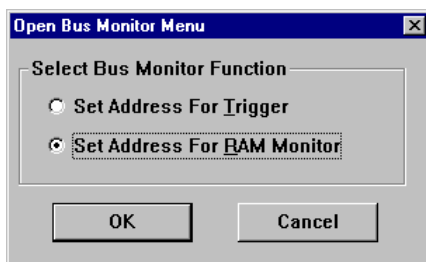 Open Bus Monitor Menu
Select Bus Monitor Function
Set Address For Trigger
Set Address For RAM Monitor
OK
Cancel